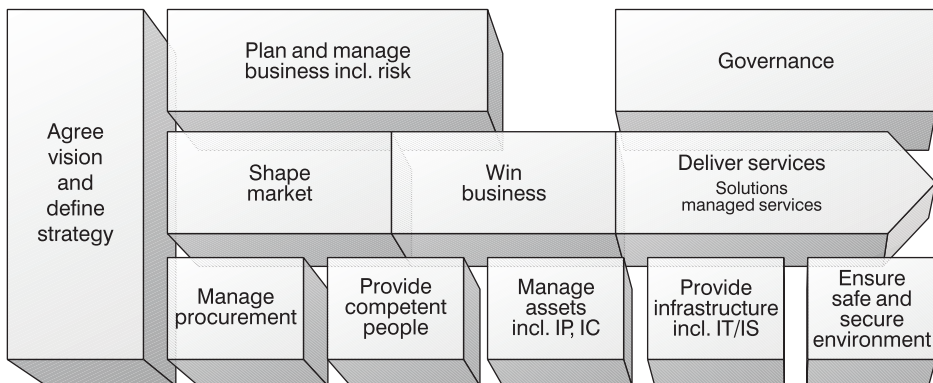 Agree
vision
and
define
strategy
Plan and manage
business incl. risk
Governance
Shape
market
Win
business
Deliver services
Solutions
managed services
Manage
procurement
Provide
competent
people
Manage
assets
incl. IP, IC
Provide
infrastructure
incl. IT/IS
Ensure
safe and
secure
environment